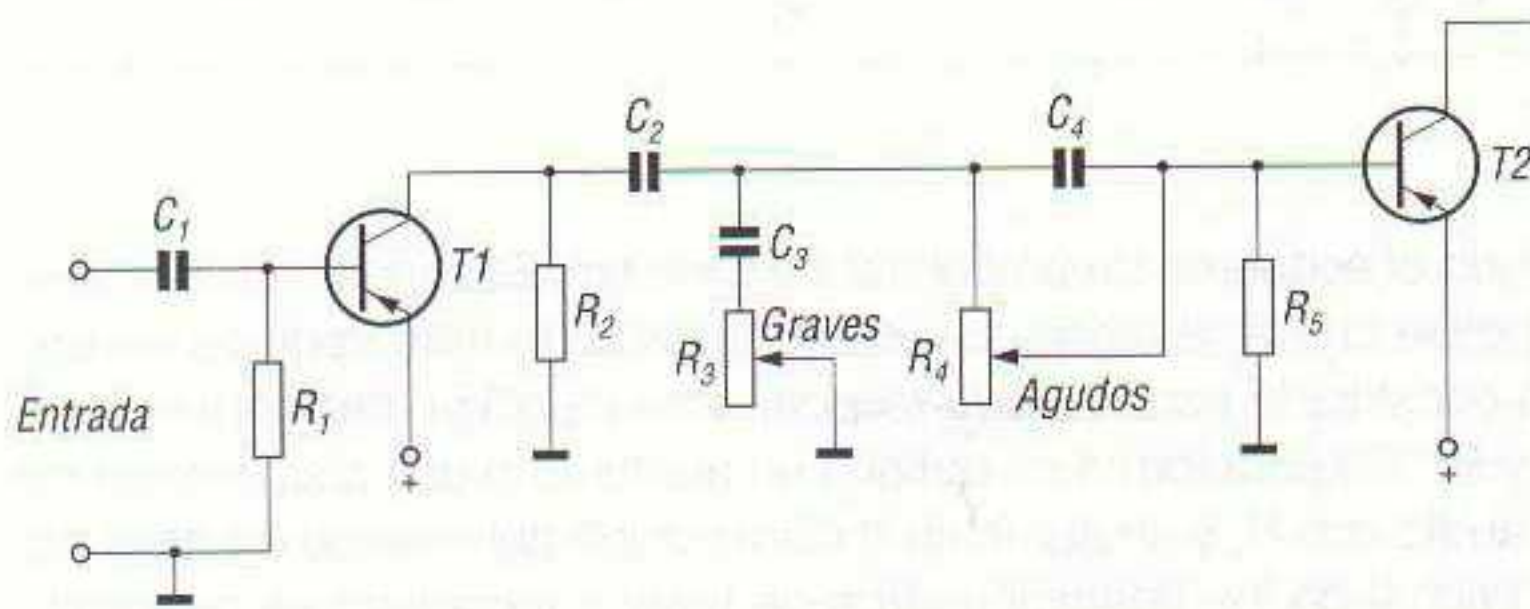 C₂
C₄
C₁
T1
T2
C₃
R₂
Graves
R₃
R₄
Agudos
R₅
Entrada
R₁
+
+